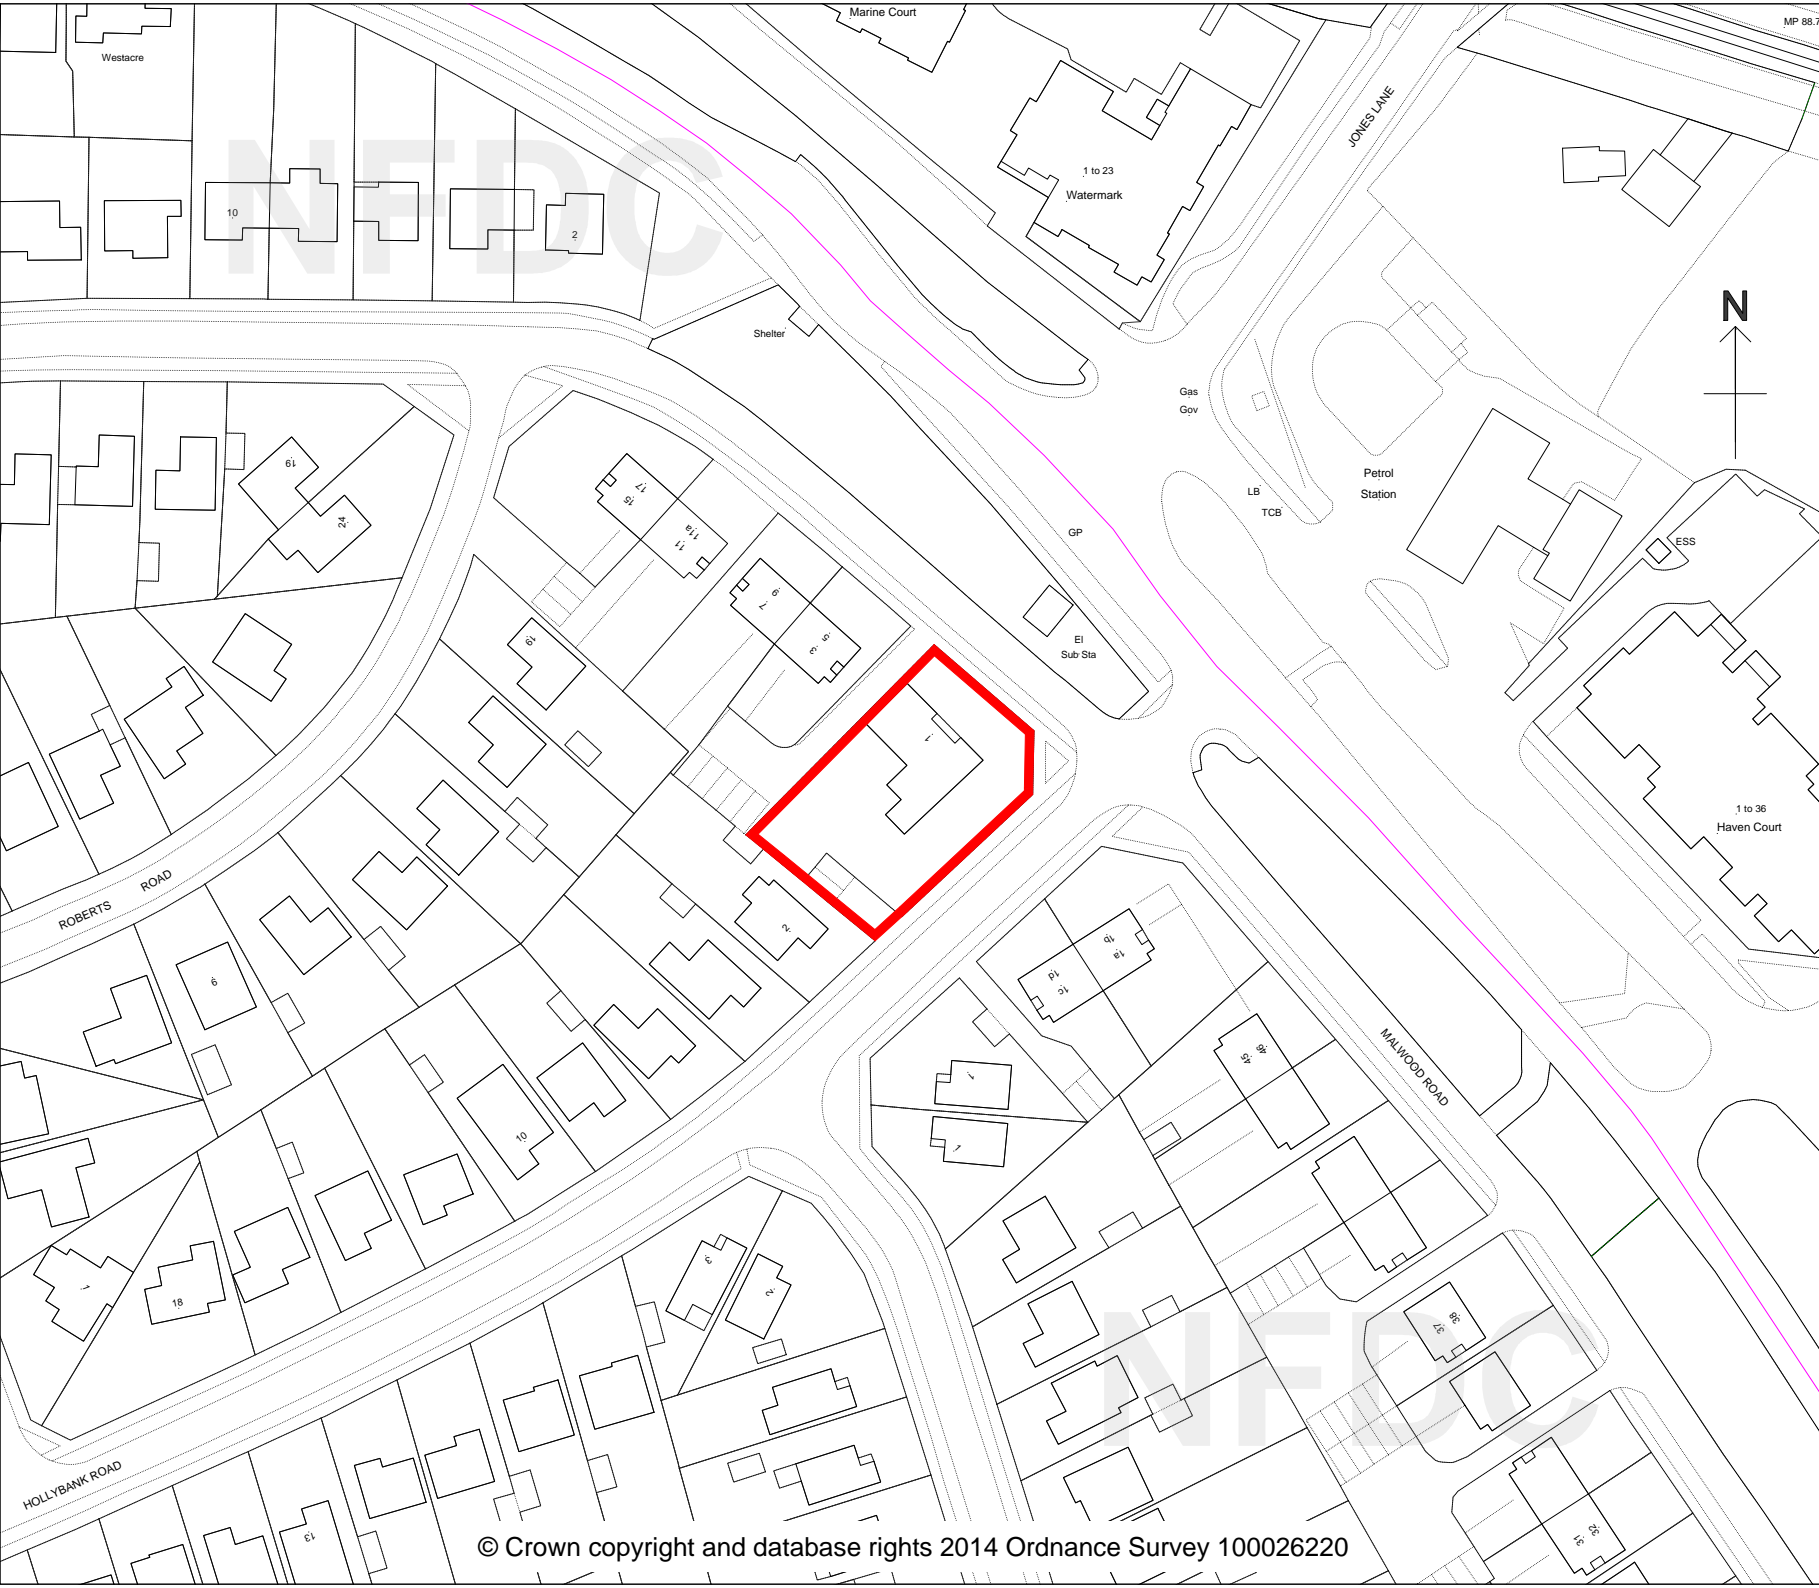 Marine Court
MP 88.7
Westacre
NFDC
JONES LANE
1 to 23
Watermark
10
2
N
Shelter
Gas
Gov
Petrol
Station
LB
TCB
GP
ESS
19
24
17
15
11a
11
9
7
5
3
El
Sub Sta
19
1
1 to 36
Haven Court
ROBERTS ROAD
2
9
1b
1a
1d
1c
46
45
MALWOOD ROAD
1
1
10
3
2
1
18
38
37
NFDC
HOLLYBANK ROAD
13
32
31
© Crown copyright and database rights 2014 Ordnance Survey 100026220